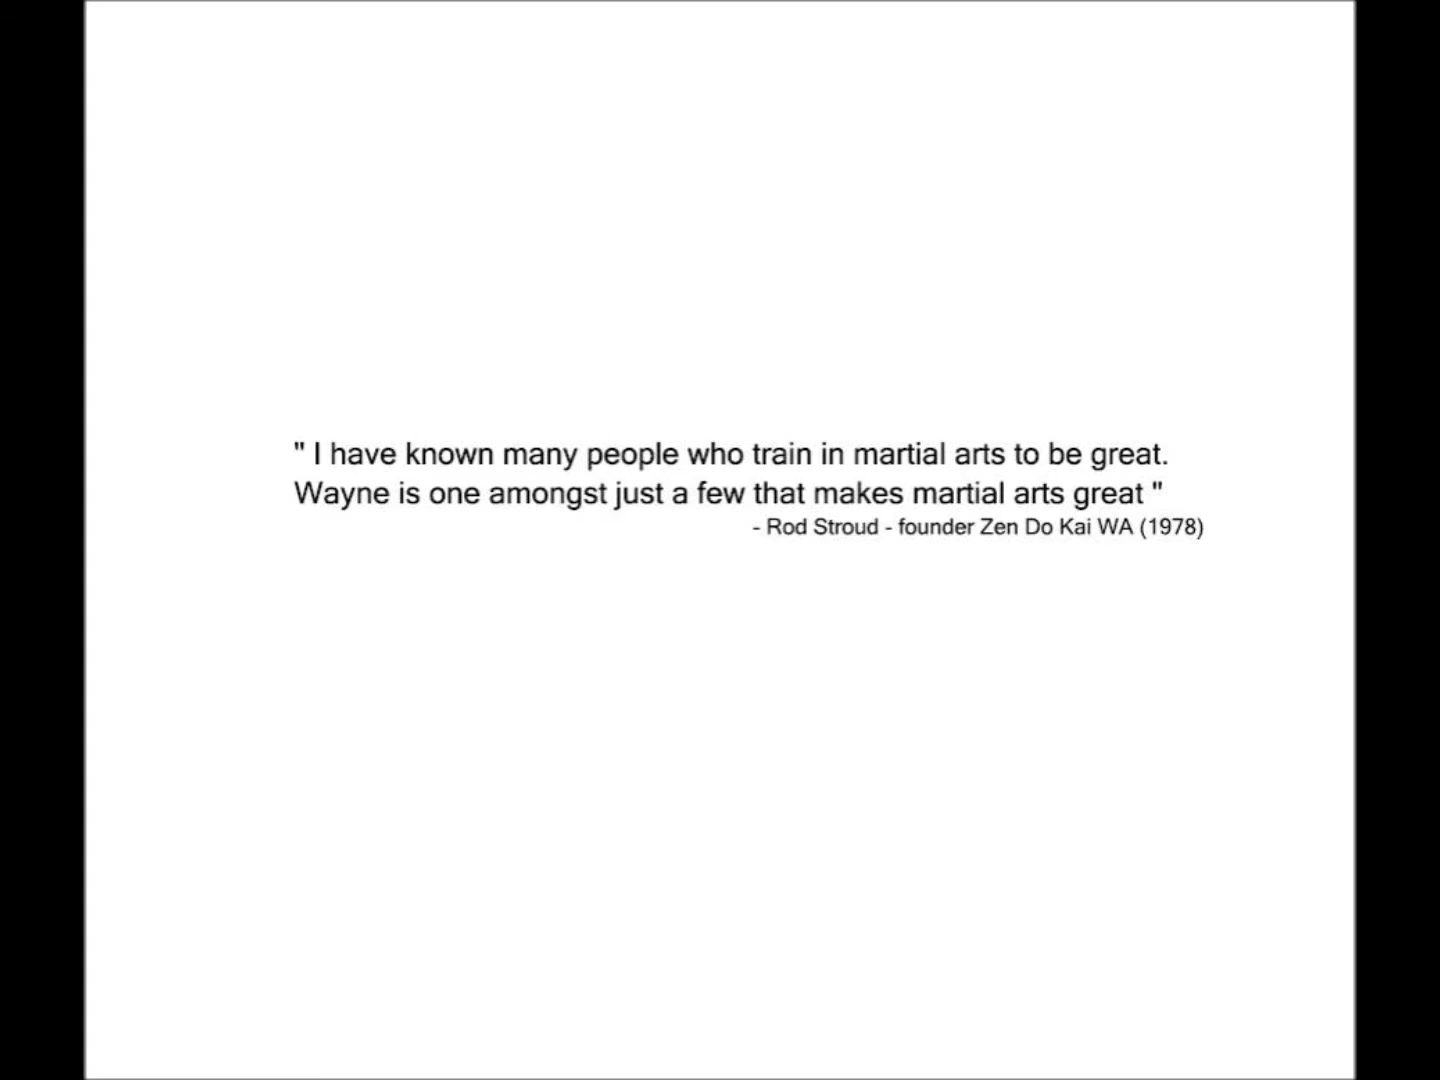 " I have known many people who train in martial arts to be great.
Wayne is one amongst just a few that makes martial arts great "
- Rod Stroud - founder Zen Do Kai WA (1978)